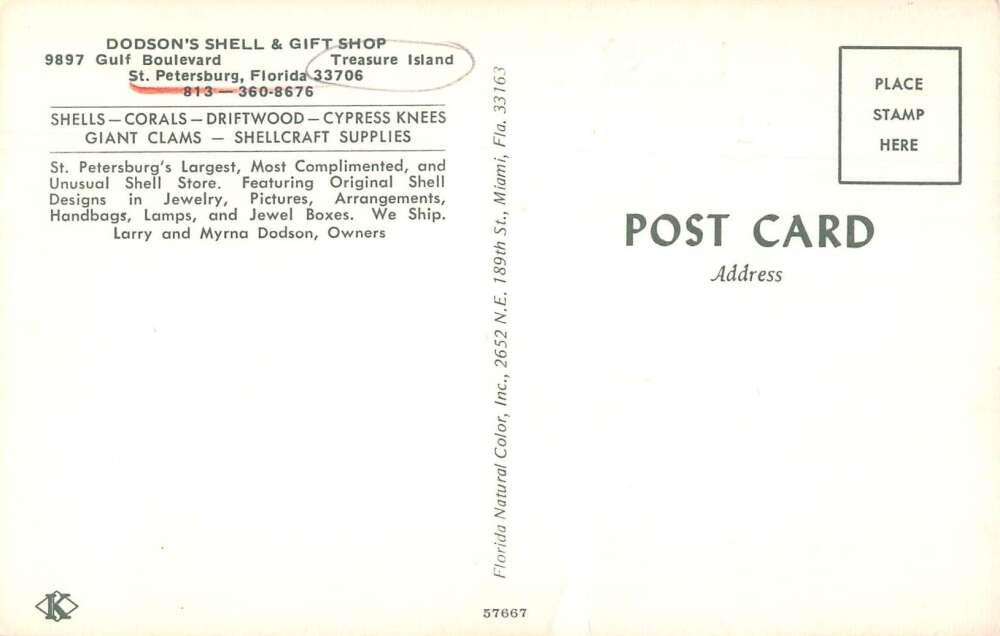 DODSON'S SHELL & GIFT SHOP
9897 Gulf Boulevard Treasure Island
St. Petersburg, Florida 33706
813 — 360-8676
SHELLS — CORALS — DRIFTWOOD — CYPRESS KNEES
GIANT CLAMS — SHELLCRAFT SUPPLIES
St. Petersburg's Largest, Most Complimented, and
Unusual Shell Store. Featuring Original Shell
Designs in Jewelry, Pictures, Arrangements,
Handbags, Lamps, and Jewel Boxes. We Ship.
Larry and Myrna Dodson, Owners
K
Florida Natural Color, Inc., 2652 N.E. 189th St., Miami, Fla. 33163
57667
PLACE
STAMP
HERE
POST CARD
Address